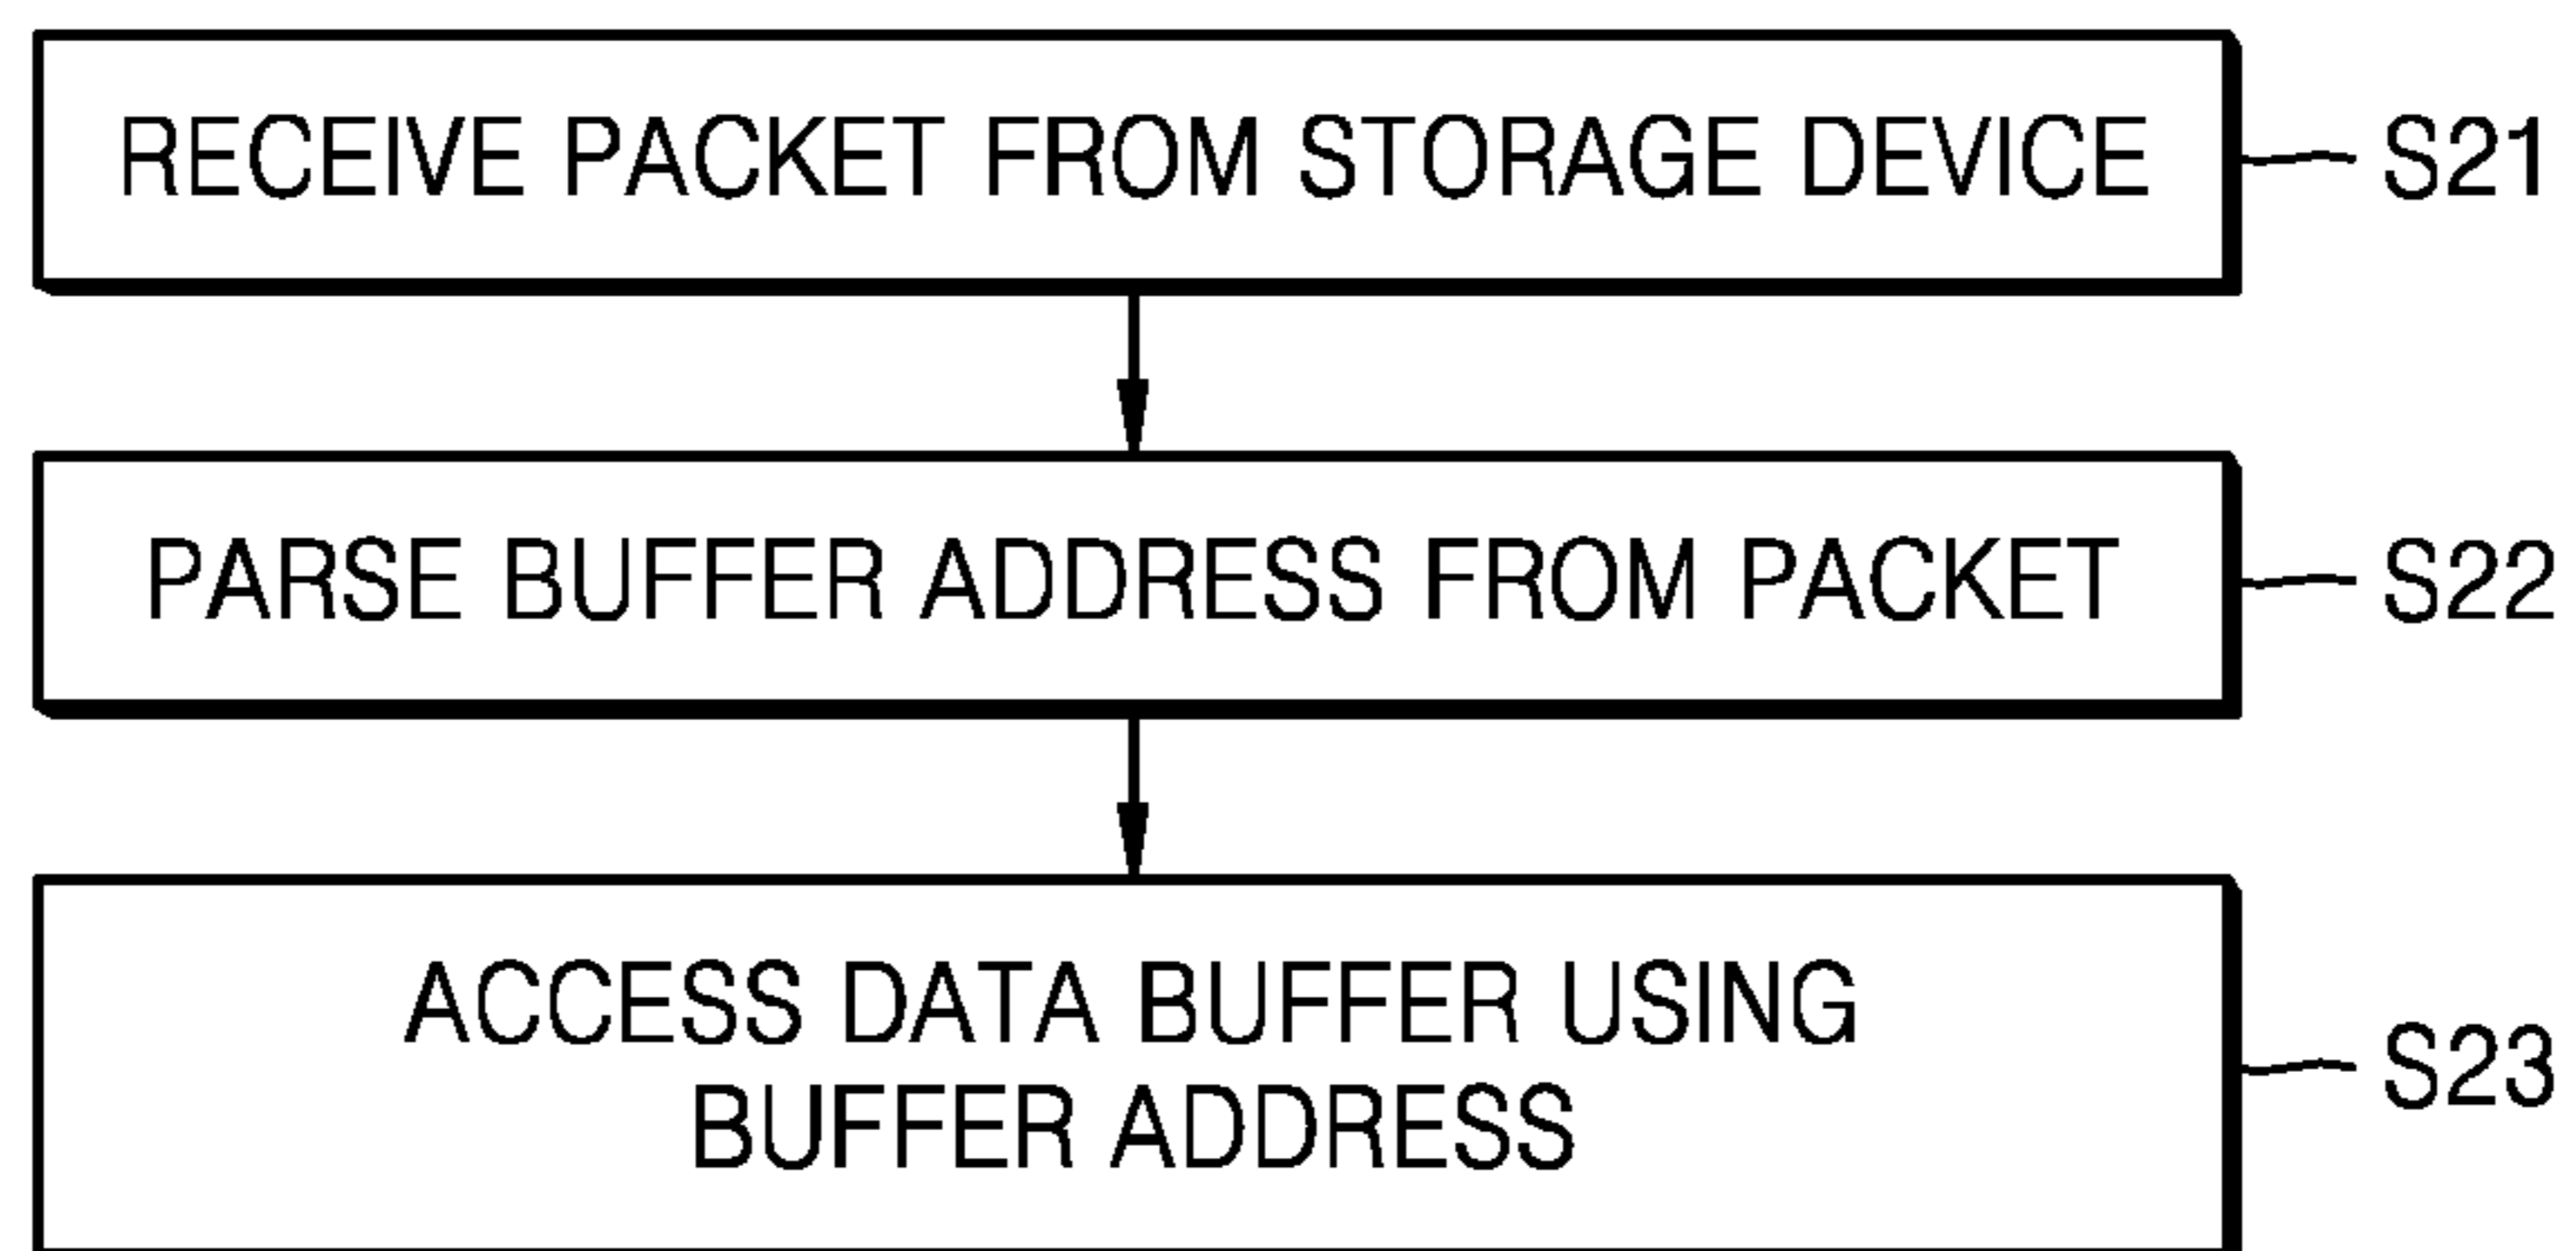 RECEIVE PACKET FROM STORAGE DEVICE S21
PARSE BUFFER ADDRESS FROM PACKET S22
ACCESS DATA BUFFER USING
BUFFER ADDRESS
S23